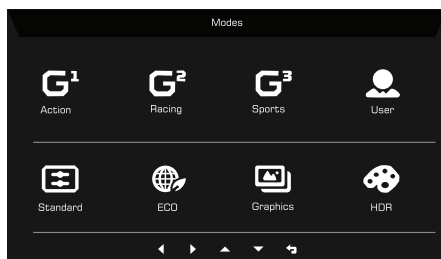 Modes
G¹ G² G³
Action Racing Sports User
Standard ECO Graphics HDR